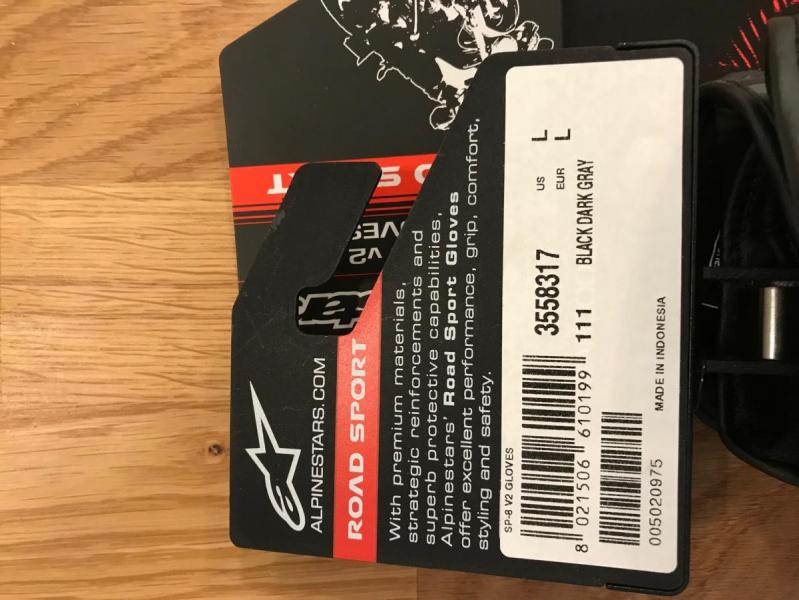 ALPINESTARS.COM
ROAD SPORT
With premium materials,
strategic reinforcements and
superb protective capabilities,
Alpinestars' Road Sport Gloves
offer excellent performance, grip, comfort,
styling and safety.
SP-8 V2 GLOVES
3558317
US L
EUR L
8 021506 610199
111 BLACK DARK GRAY
005020975
MADE IN INDONESIA
V2